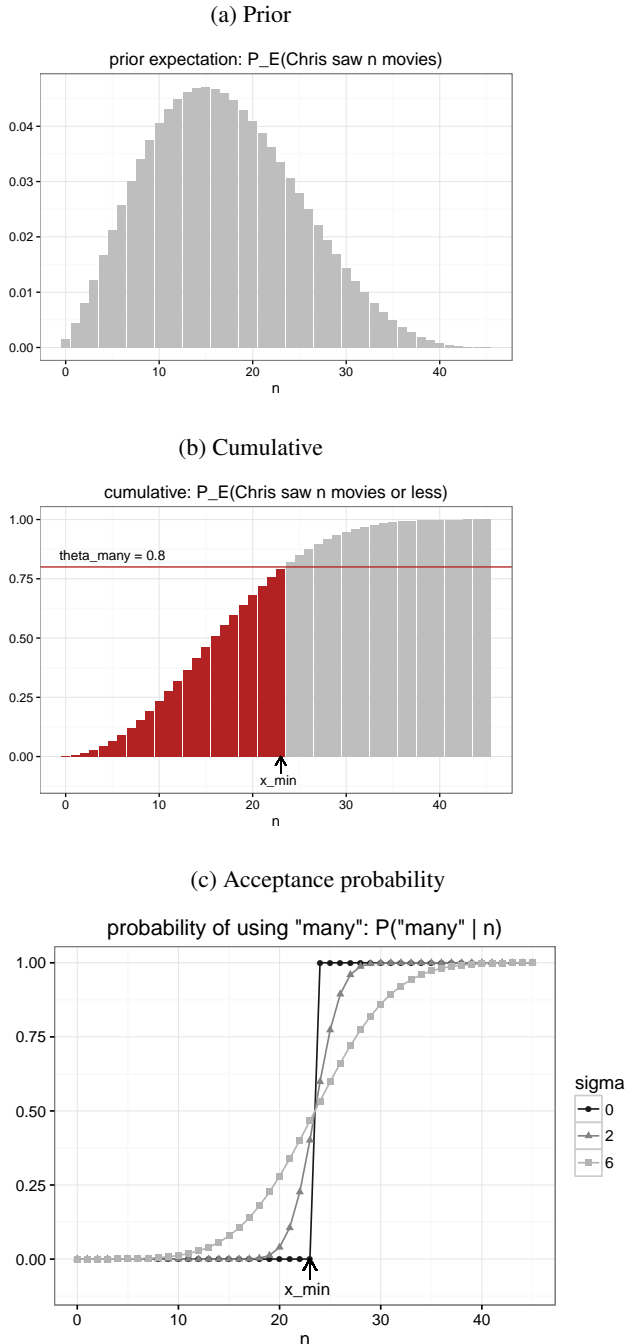 (a) Prior
prior expectation: P_E(Chris saw n movies)
0.04
0.03
0.02
0.01
0.00
0 10 20 30 40
n
(b) Cumulative
cumulative: P_E(Chris saw n movies or less)
1.00
theta_many = 0.8
0.75
0.50
0.25
0.00
x_min
0 10 20 30 40
n
(c) Acceptance probability
probability of using "many": P("many" | n)
1.00
0.75
0.50
0.25
0.00
sigma
0
2
6
x_min
0 10 20 30 40
n